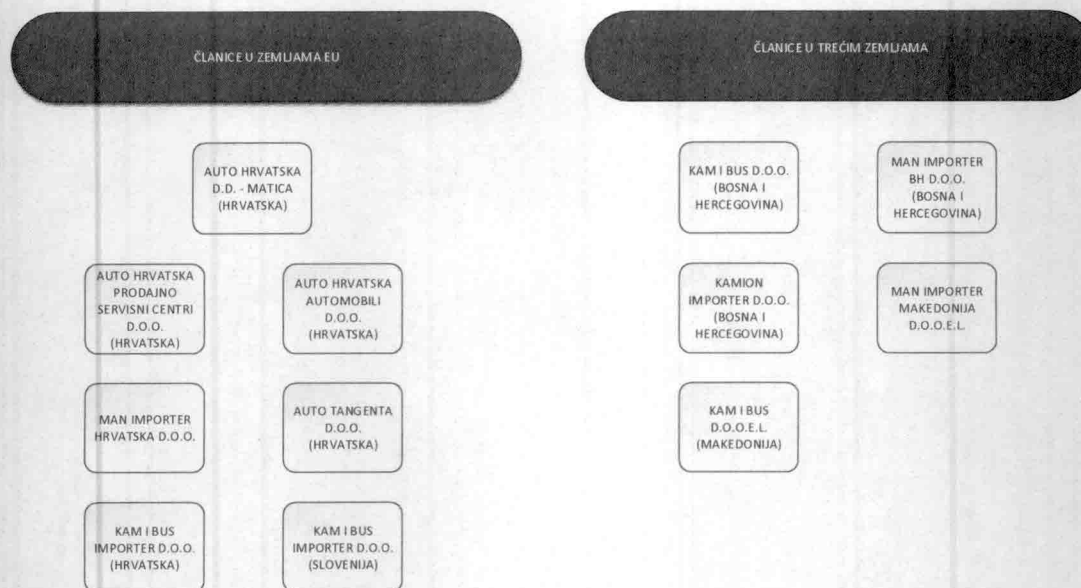 ČLANICE U ZEMLJAMA EU
AUTO HRVATSKA
D.D. - MATICA
(HRVATSKA)
AUTO HRVATSKA
PRODAJNO
SERVISNI CENTRI
D.O.O.
(HRVATSKA)
AUTO HRVATSKA
AUTOMOBILI
D.O.O.
(HRVATSKA)
MAN IMPORTER
HRVATSKA D.O.O.
AUTO TANGENTA
D.O.O.
(HRVATSKA)
KAM I BUS
IMPORTER D.O.O.
(HRVATSKA)
KAM I BUS
IMPORTER D.O.O.
(SLOVENIJA)
ČLANICE U TREĆIM ZEMLJAMA
KAM I BUS D.O.O.
(BOSNA I
HERCEGOVINA)
MAN IMPORTER
BH D.O.O.
(BOSNA I
HERCEGOVINA)
KAMION
IMPORTER D.O.O.
(BOSNA I
HERCEGOVINA)
MAN IMPORTER
MAKEDONIJA
D.O.O.E.L.
KAM I BUS
D.O.O.E.L.
(MAKEDONIJA)